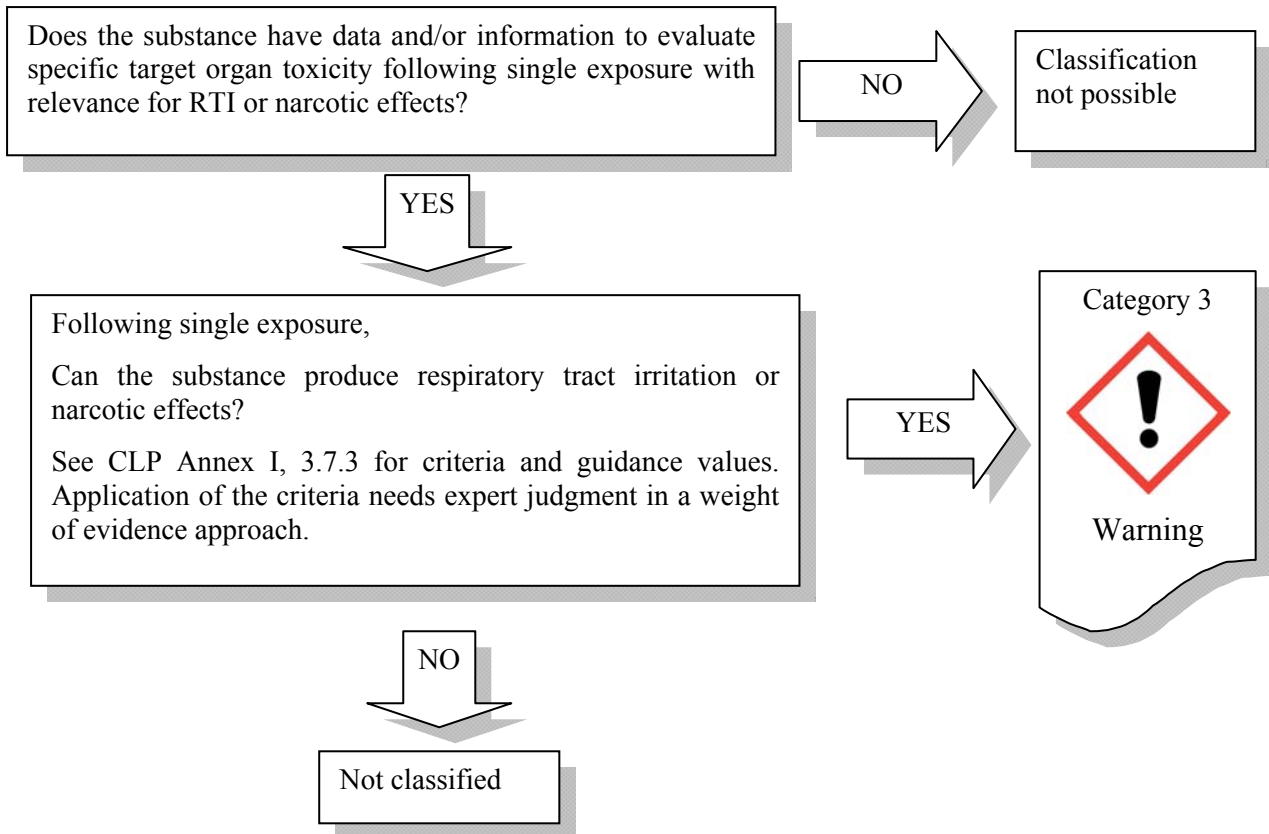 Does the substance have data and/or information to evaluate
specific target organ toxicity following single exposure with
relevance for RTI or narcotic effects?
NO
Classification
not possible
YES
Following single exposure,
Can the substance produce respiratory tract irritation or
narcotic effects?
See CLP Annex I, 3.7.3 for criteria and guidance values.
Application of the criteria needs expert judgment in a weight
of evidence approach.
YES
Category 3
Warning
NO
Not classified